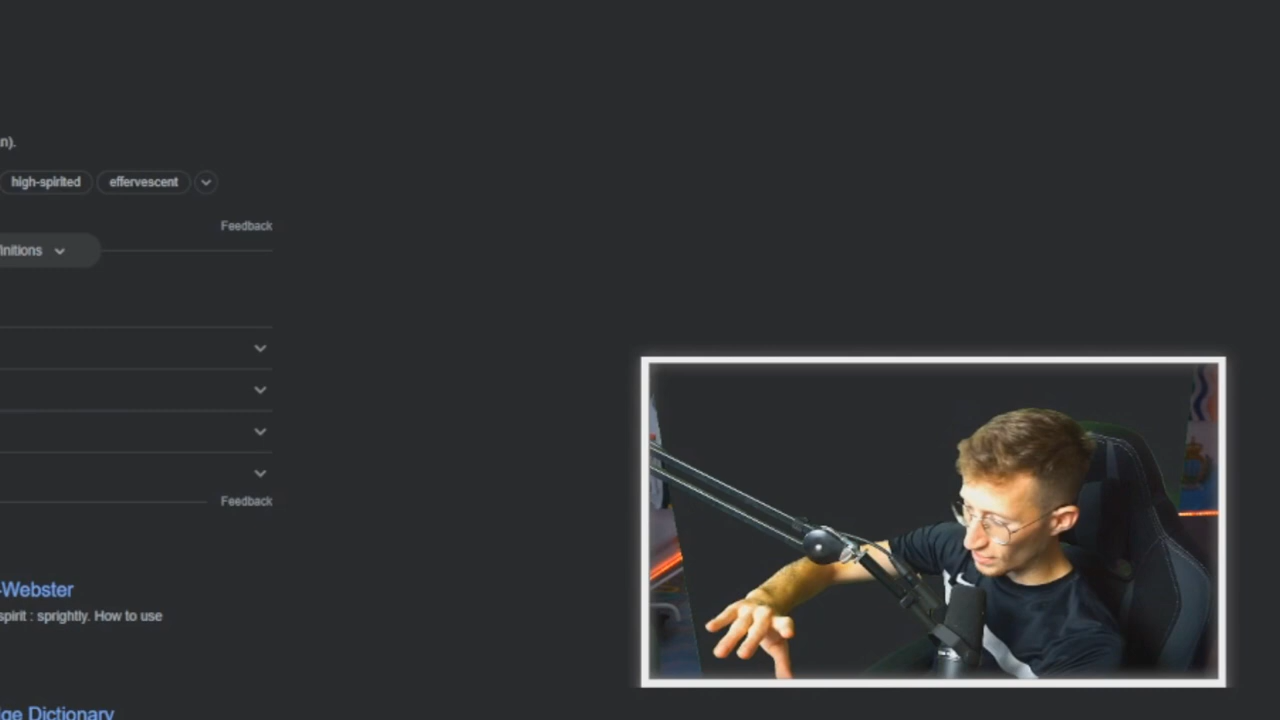 n).
high-spirited effervescent
Feedback
initions
Feedback
-Webster
spirit : sprightly. How to use
ge Dictionary